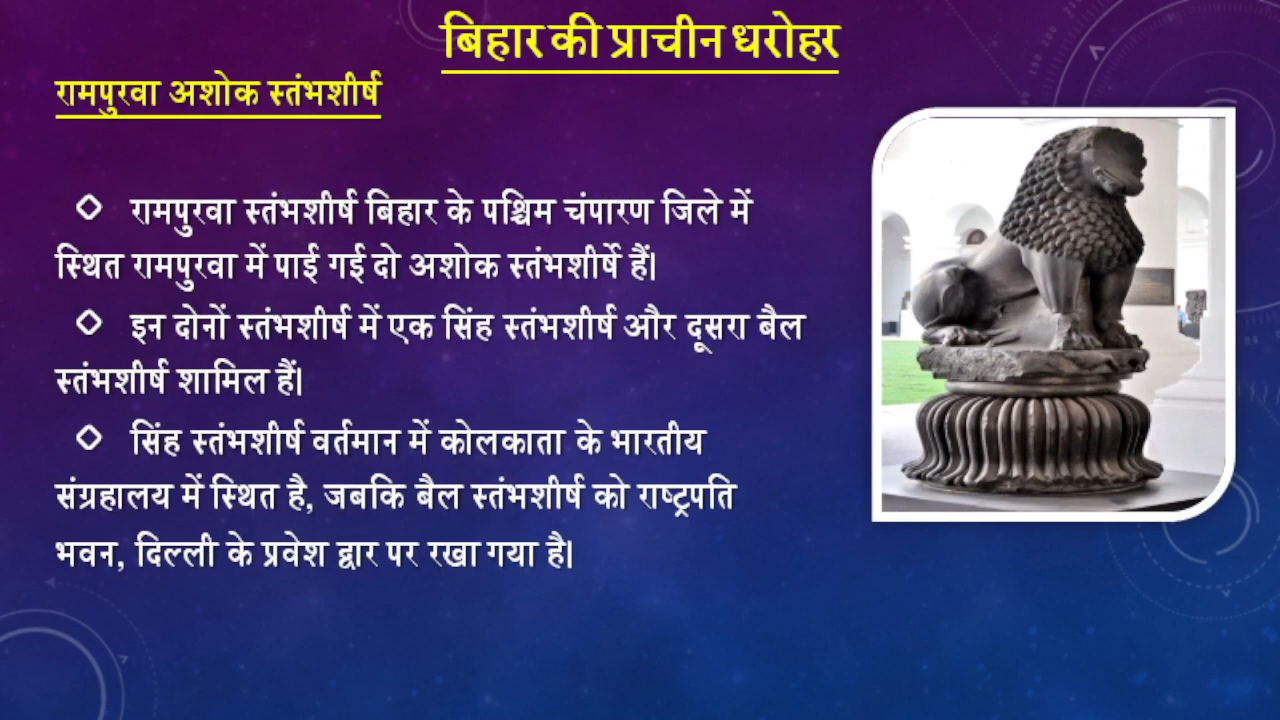 बिहार की प्राचीन धरोहर
रामपुरवा अशोक स्तंभशीर्ष
रामपुरवा स्तंभशीर्ष बिहार के पश्चिम चंपारण जिले में
स्थित रामपुरवा में पाई गई दो अशोक स्तंभशीर्षे हैं।
इन दोनों स्तंभशीर्ष में एक सिंह स्तंभशीर्ष और दूसरा बैल
स्तंभशीर्ष शामिल हैं।
सिंह स्तंभशीर्ष वर्तमान में कोलकाता के भारतीय
संग्रहालय में स्थित है, जबकि बैल स्तंभशीर्ष को राष्ट्रपति
भवन, दिल्ली के प्रवेश द्वार पर रखा गया है।